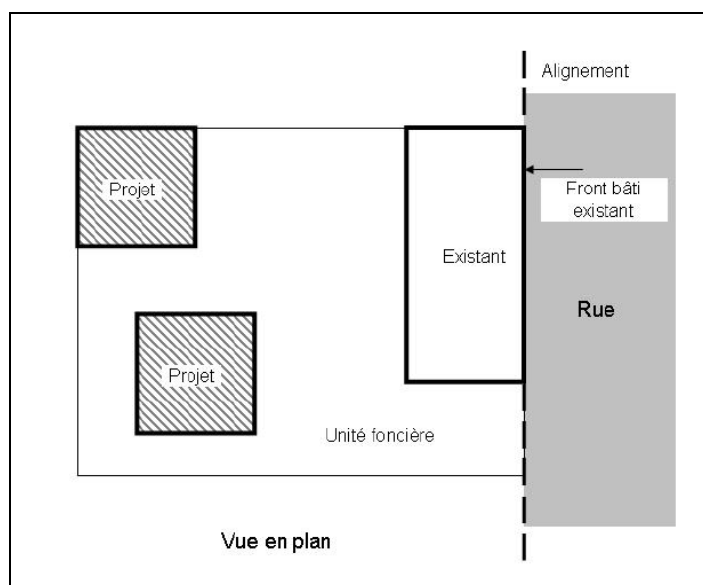 Alignement
Projet
Front bâti
existant
Existant
Rue
Projet
Unité foncière
Vue en plan